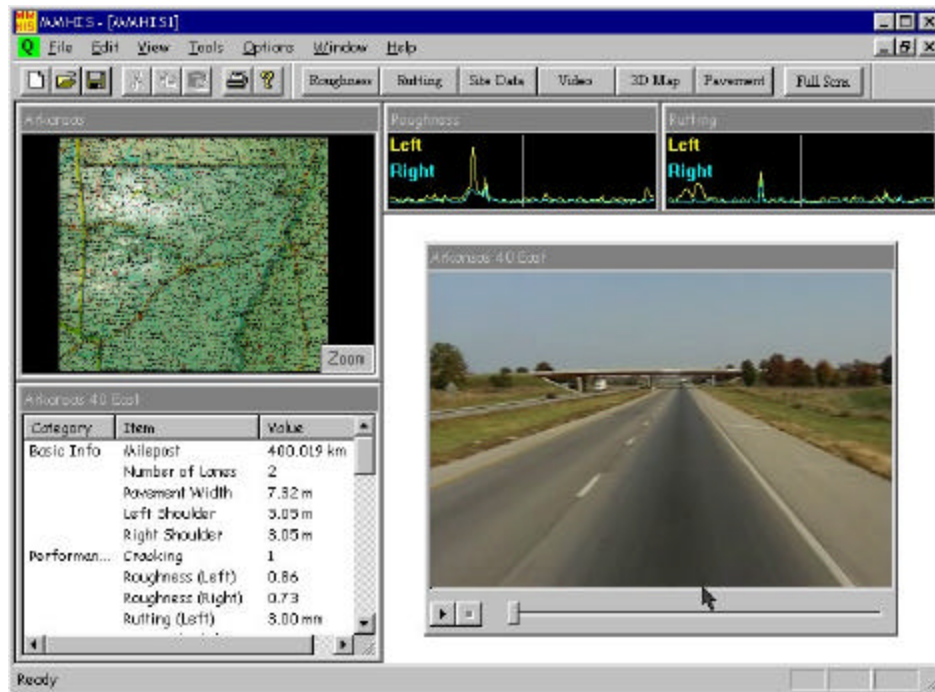 MMHIS - [MMHIS1]
Q File Edit View Tools Options Window Help
Roughness Rutting Site Data Video 3D Map Pavement Full Scrn
Arkansas
Zoom
Roughness
Left
Right
Rutting
Left
Right
Arkansas 40 East
Arkansas 40 East
Category Item Value
Basic Info Milepost 400.019 km
Number of Lanes 2
Pavement Width 7.32 m
Left Shoulder 3.05 m
Right Shoulder 3.05 m
Performan... Cracking 1
Roughness (Left) 0.86
Roughness (Right) 0.73
Rutting (Left) 3.00 mm
Ready